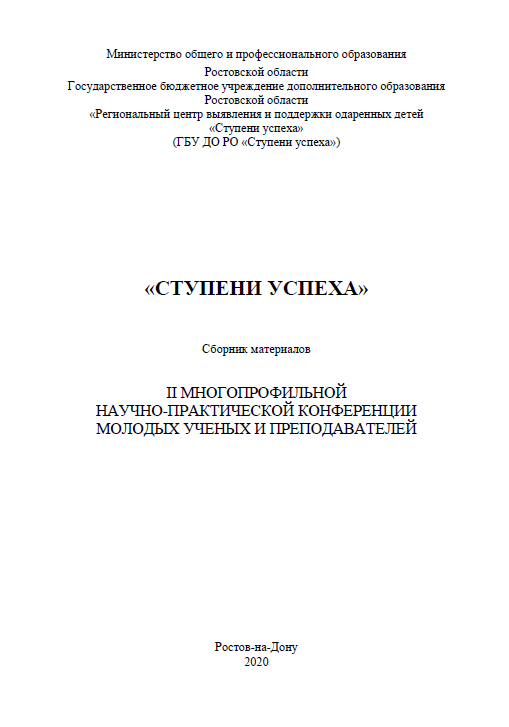 Министерство общего и профессионального образования
Ростовской области
Государственное бюджетное учреждение дополнительного образования
Ростовской области
«Региональный центр выявления и поддержки одаренных детей
«Ступени успеха»
(ГБУ ДО РО «Ступени успеха»)
«СТУПЕНИ УСПЕХА»
Сборник материалов
II МНОГОПРОФИЛЬНОЙ
НАУЧНО-ПРАКТИЧЕСКОЙ КОНФЕРЕНЦИИ
МОЛОДЫХ УЧЕНЫХ И ПРЕПОДАВАТЕЛЕЙ
Ростов-на-Дону
2020